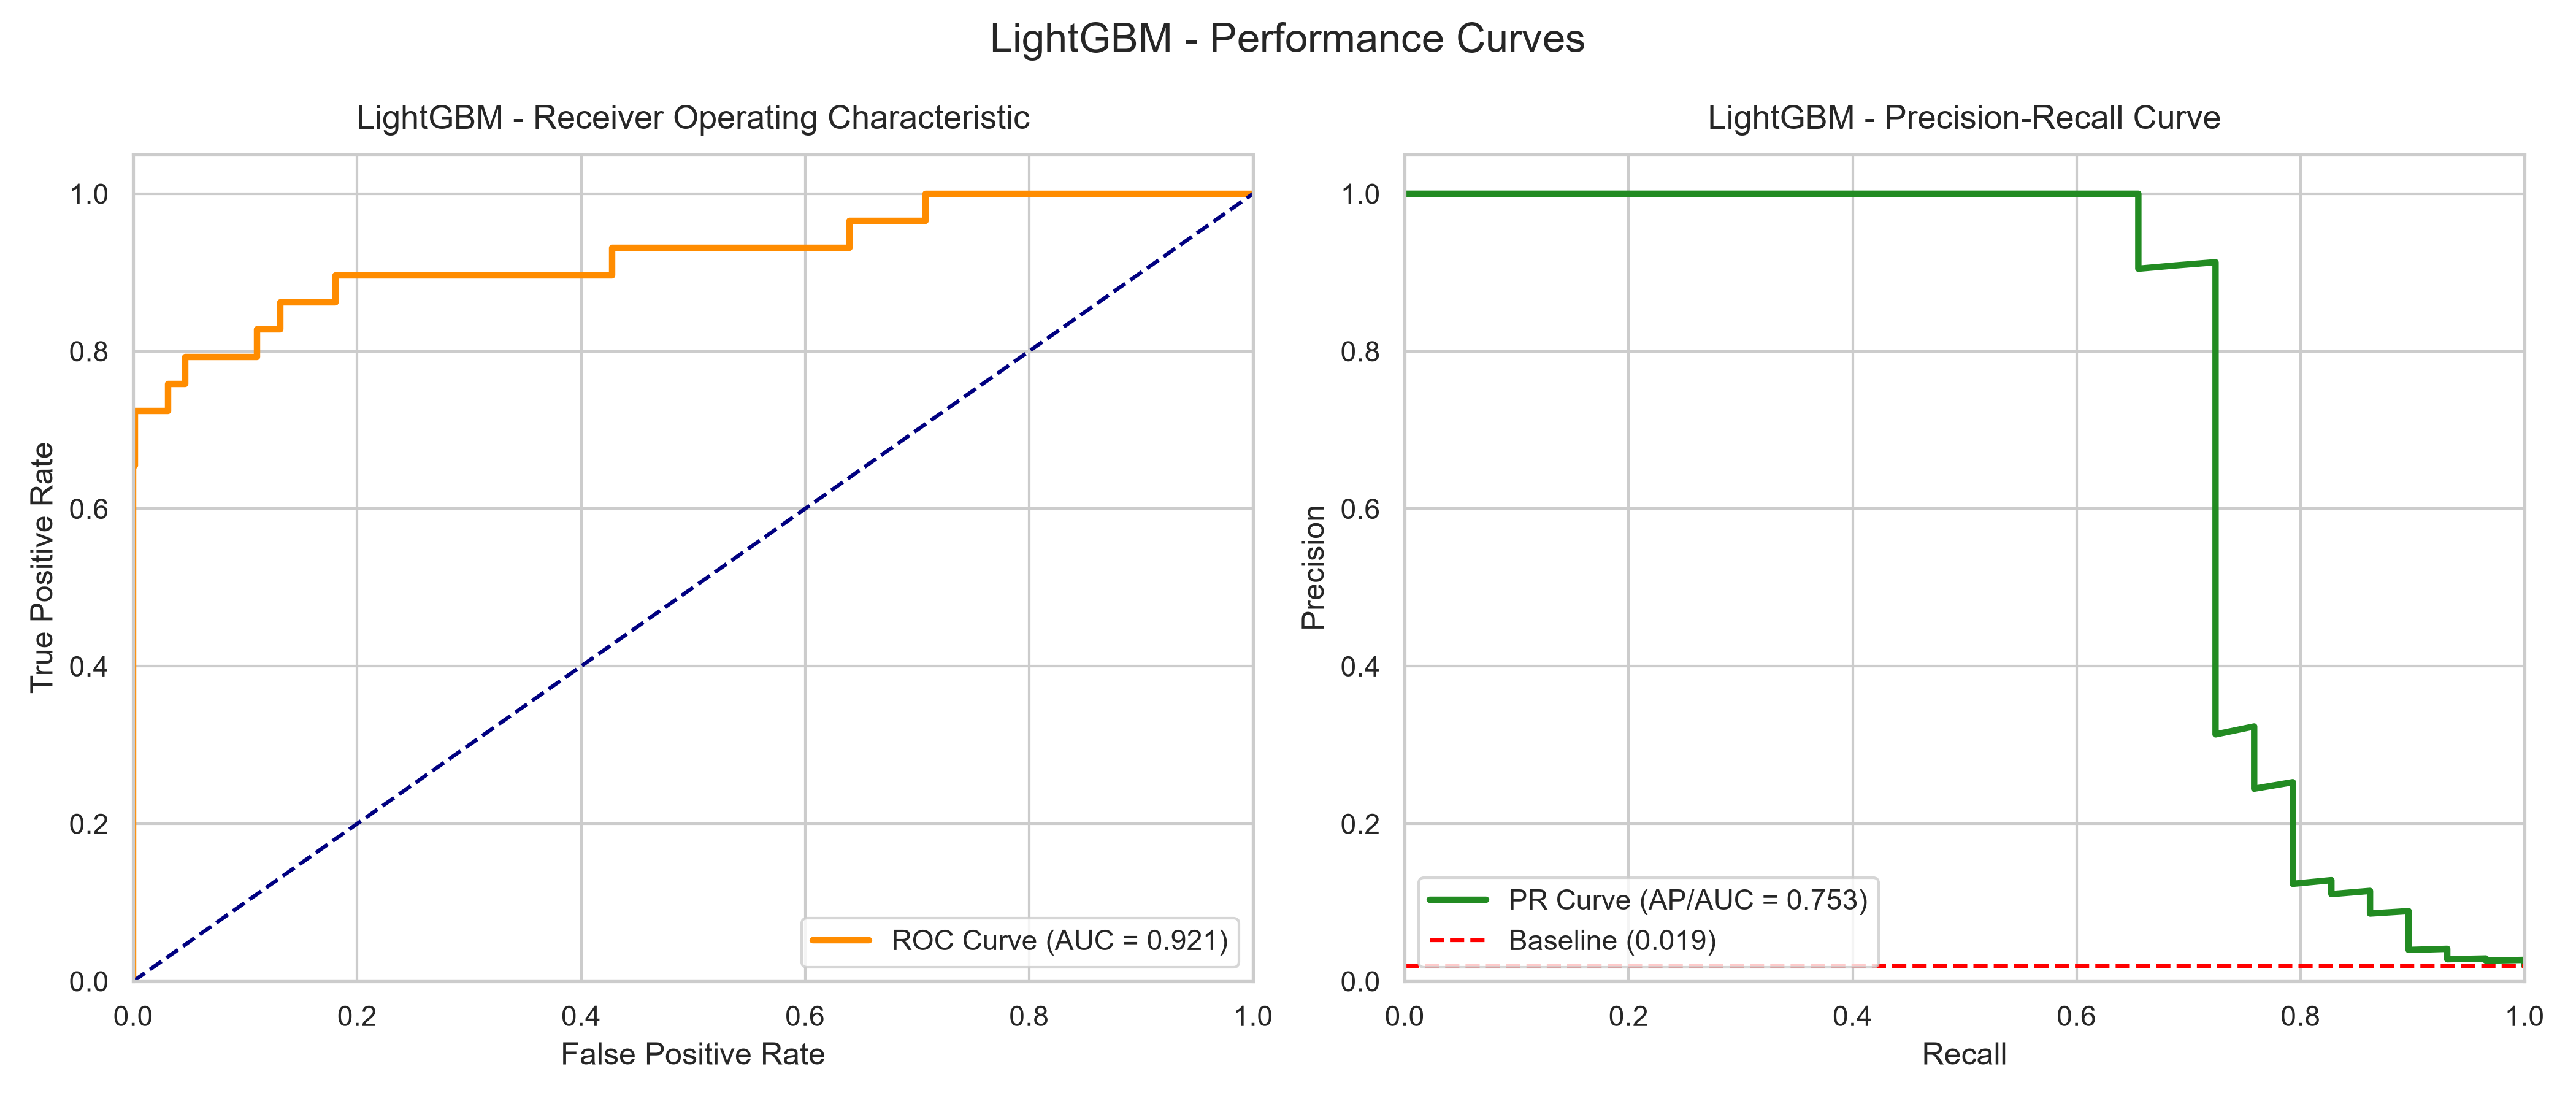 LightGBM - Performance Curves
LightGBM - Receiver Operating Characteristic
1.0
0.8
0.6
0.4
0.2
0.0
True Positive Rate
ROC Curve (AUC = 0.921)
0.0 0.2 0.4 0.6 0.8 1.0
False Positive Rate
LightGBM - Precision-Recall Curve
1.0
0.8
0.6
0.4
0.2
0.0
Precision
PR Curve (AP/AUC = 0.753)
Baseline (0.019)
0.0 0.2 0.4 0.6 0.8 1.0
Recall